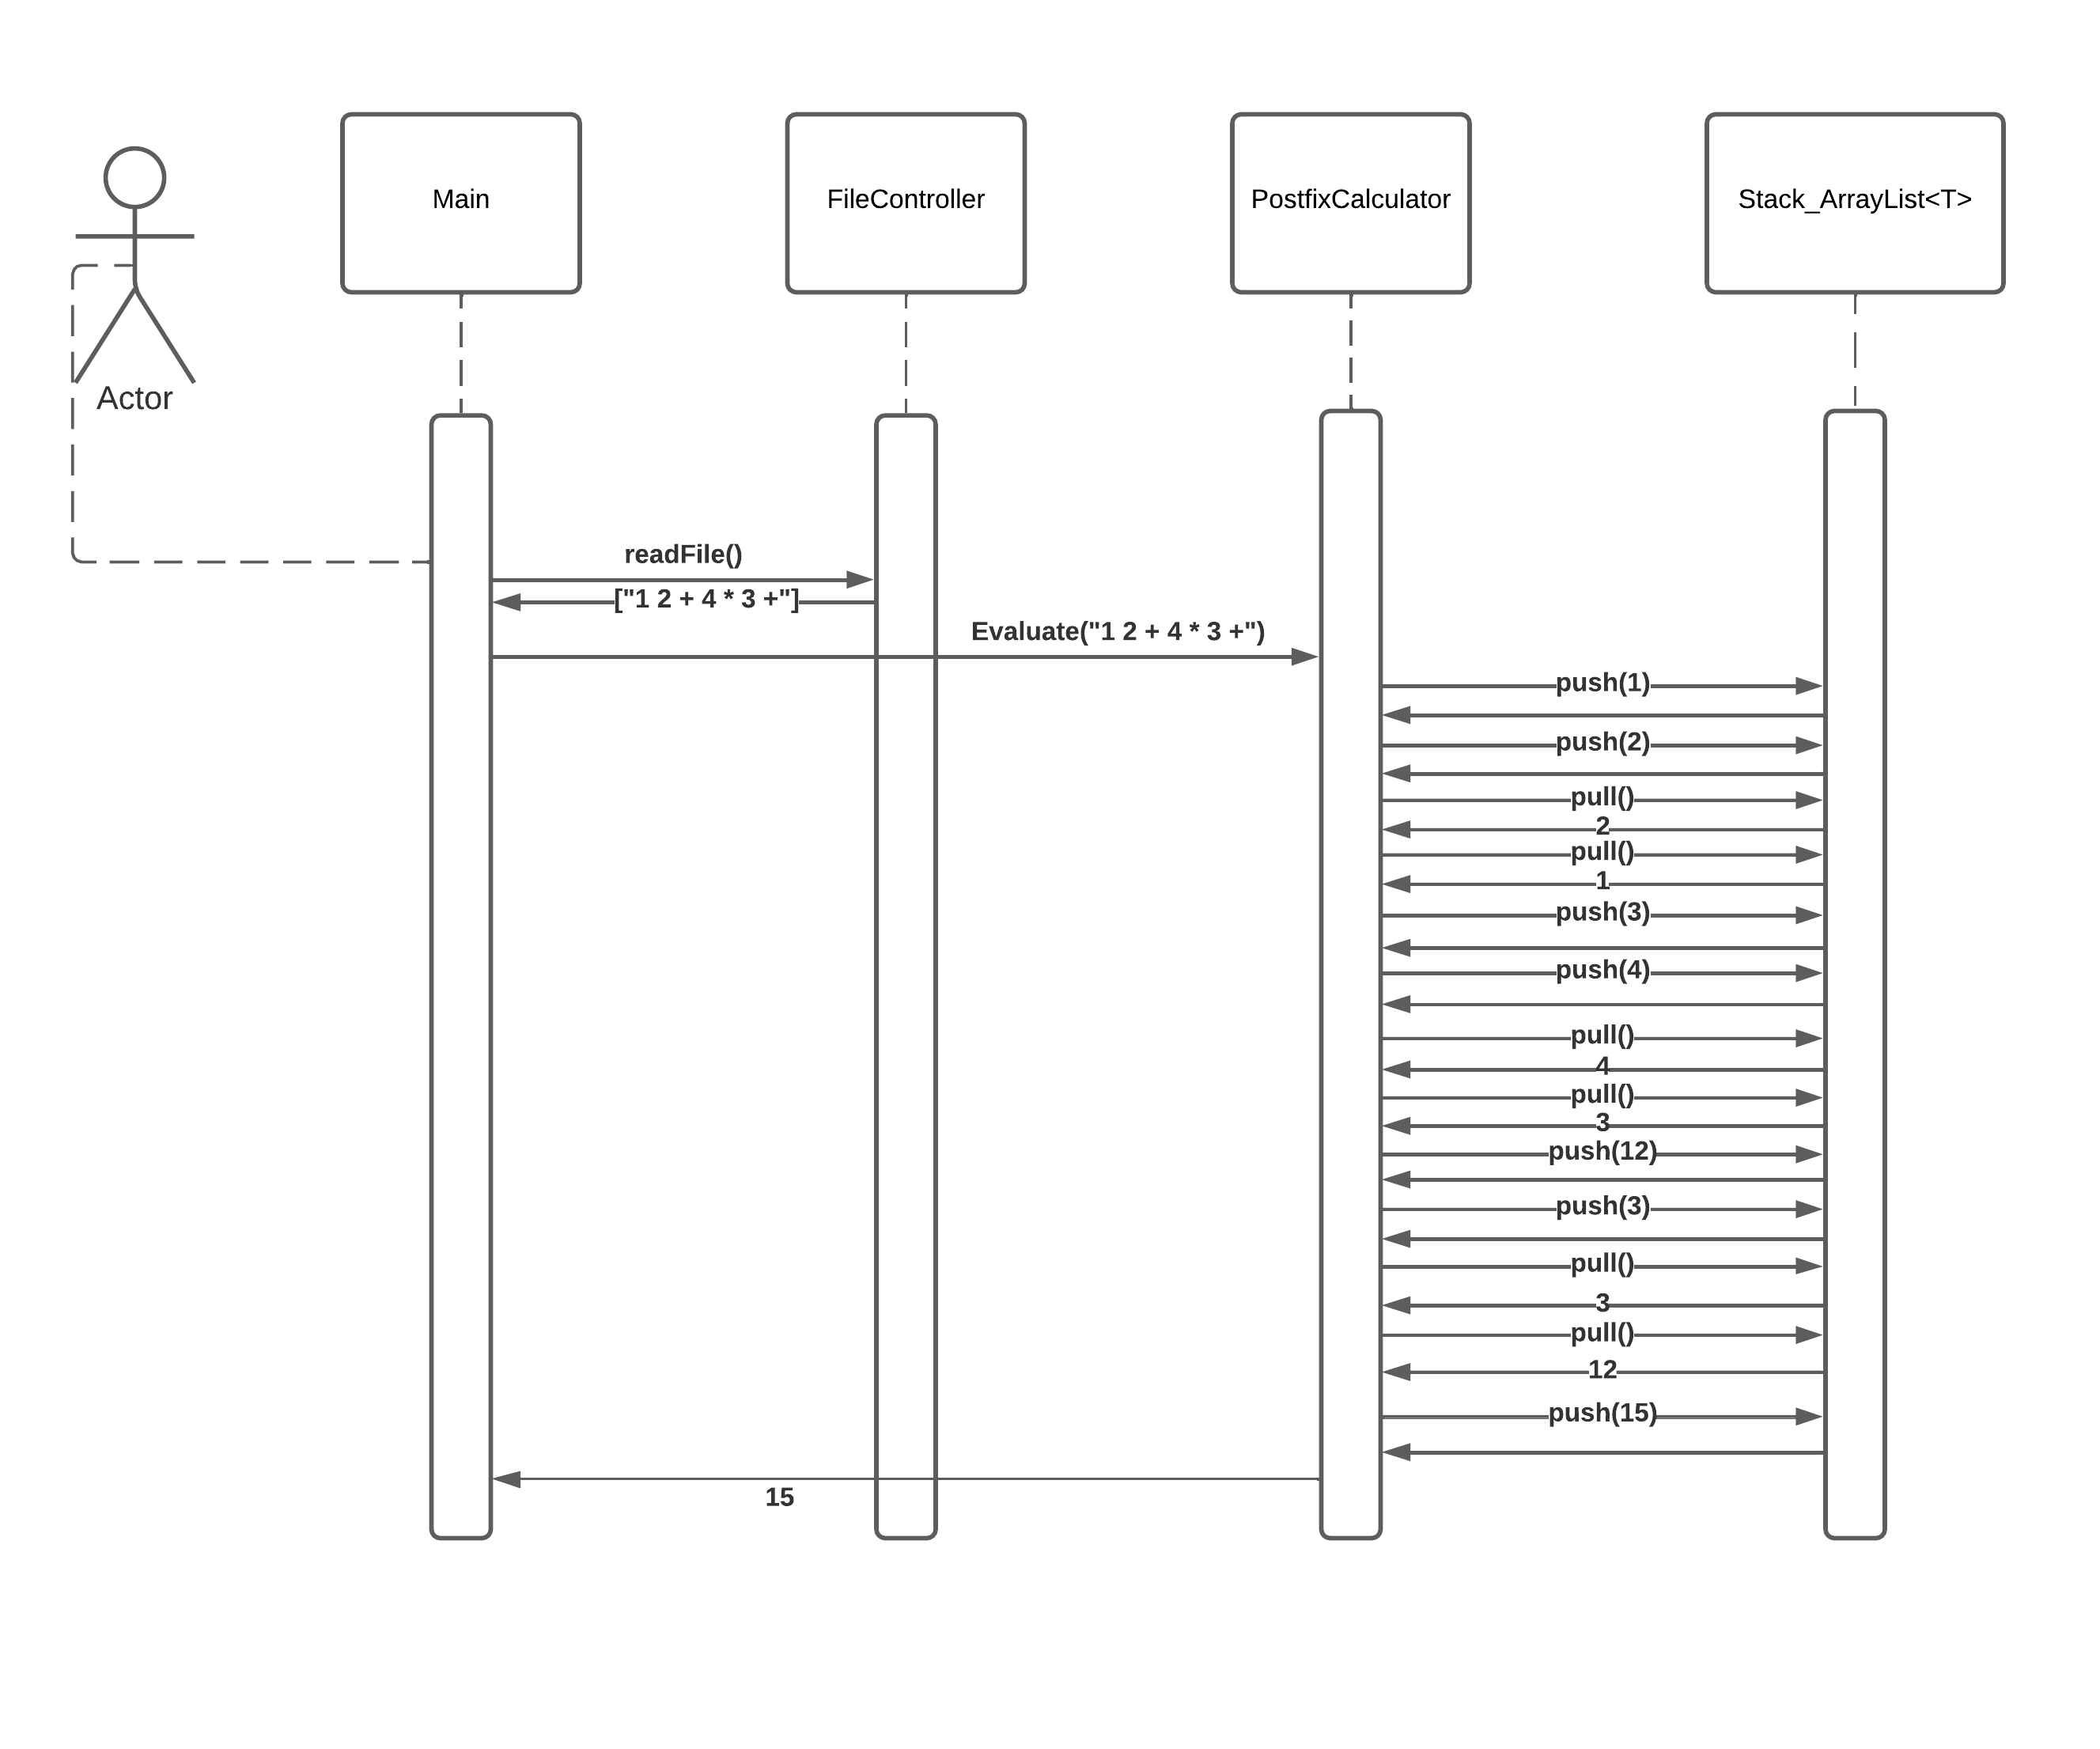 Main
FileController
PostfixCalculator
Stack_ArrayList<T>
Actor
readFile()
["1 2 + 4 * 3 +"]
Evaluate("1 2 + 4 * 3 +")
push(1)
push(2)
pull()
2
pull()
1
push(3)
push(4)
pull()
4
pull()
3
push(12)
push(3)
pull()
3
pull()
12
push(15)
15